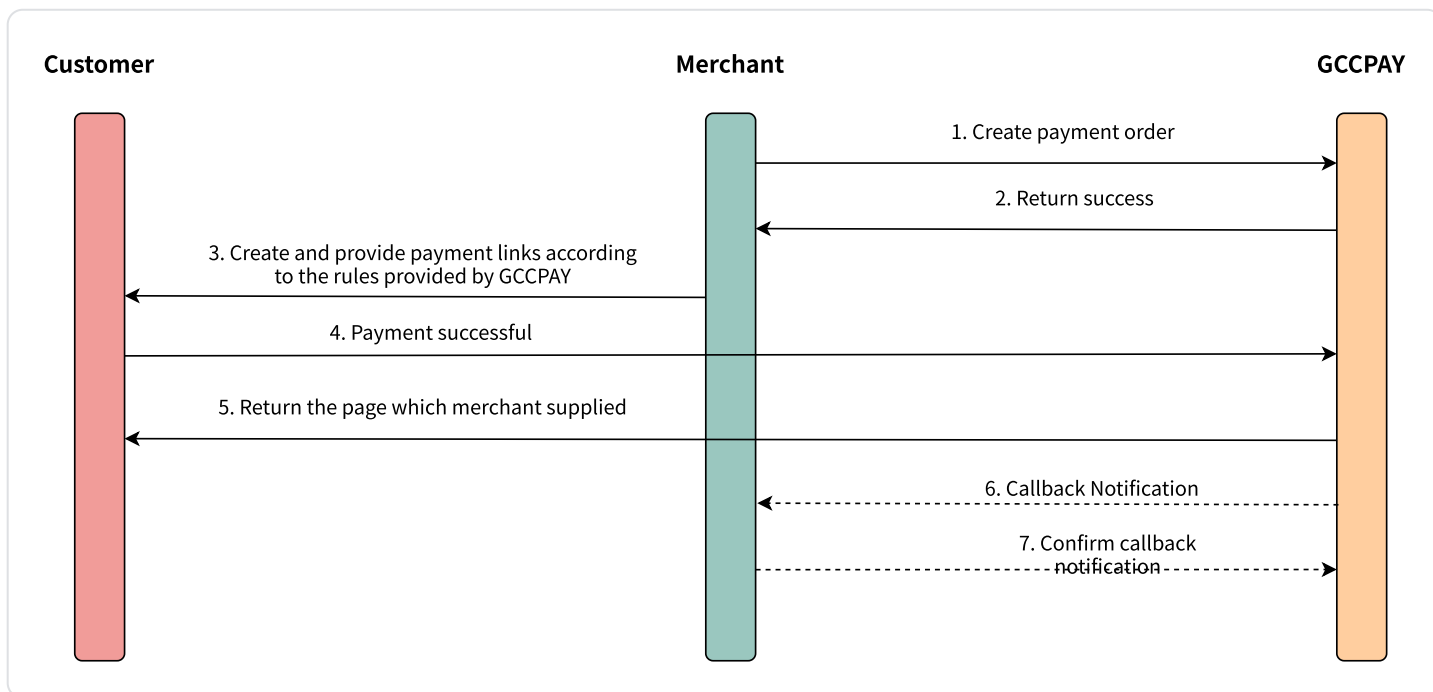 Customer
Merchant
GCCPAY
1. Create payment order
2. Return success
3. Create and provide payment links according
to the rules provided by GCCPAY
4. Payment successful
5. Return the page which merchant supplied
6. Callback Notification
7. Confirm callback
notification